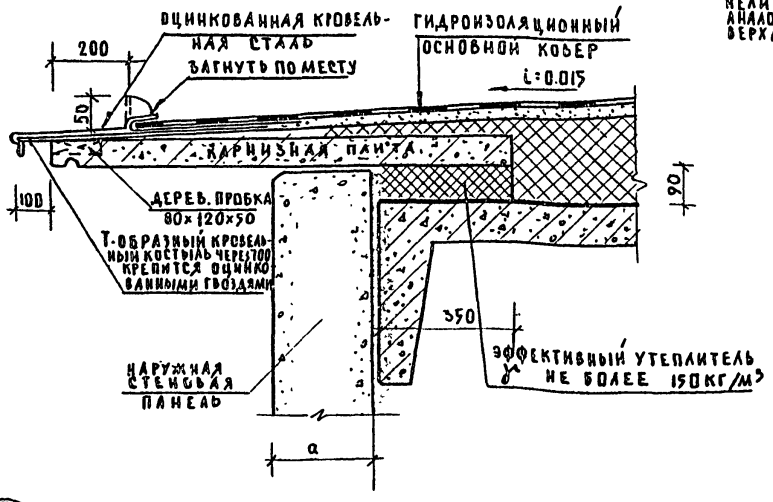 ОЦИНКОВАННАЯ КРОВЕЛЬ-
НАЯ СТАЛЬ
ЗАГНУТЬ ПО МЕСТУ
ГИДРОИЗОЛЯЦИОННЫЙ
ОСНОВНОЙ КОВЕР
i=0.015
200
50
КАРНИЗНАЯ ПЛИТА
100
90
ДЕРЕВ. ПРОБКА
80×120×50
Т-ОБРАЗНЫЙ КРОВЕЛЬ-
НЫЙ КОСТЫЛЬ ЧЕРЕЗ 700
КРЕПИТСЯ ОЦИНКО
ВАННЫМИ ГВОЗДЯМИ
350
НАРУЖНАЯ
СТЕНОВАЯ
ПАНЕЛЬ
ЭФФЕКТИВНЫЙ УТЕПЛИТЕЛЬ
γ НЕ БОЛЕЕ 150КГ/М³
а